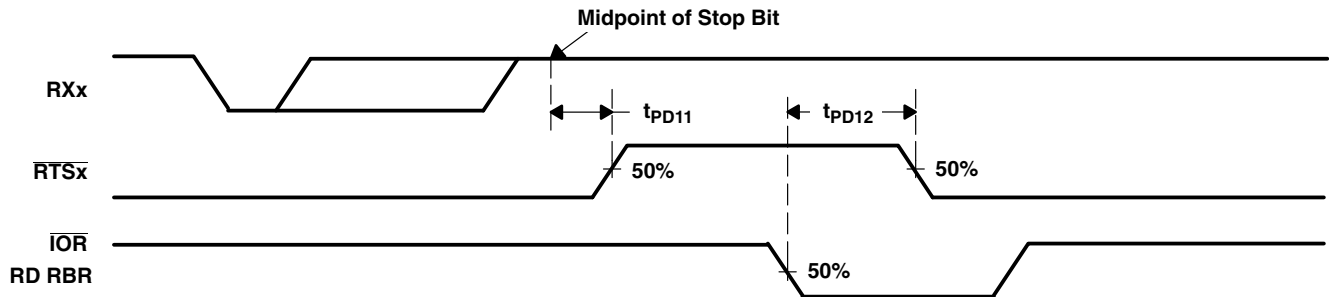 Midpoint of Stop Bit
RXx
tPD11
tPD12
RTSx
50%
50%
IOR
RD RBR
50%